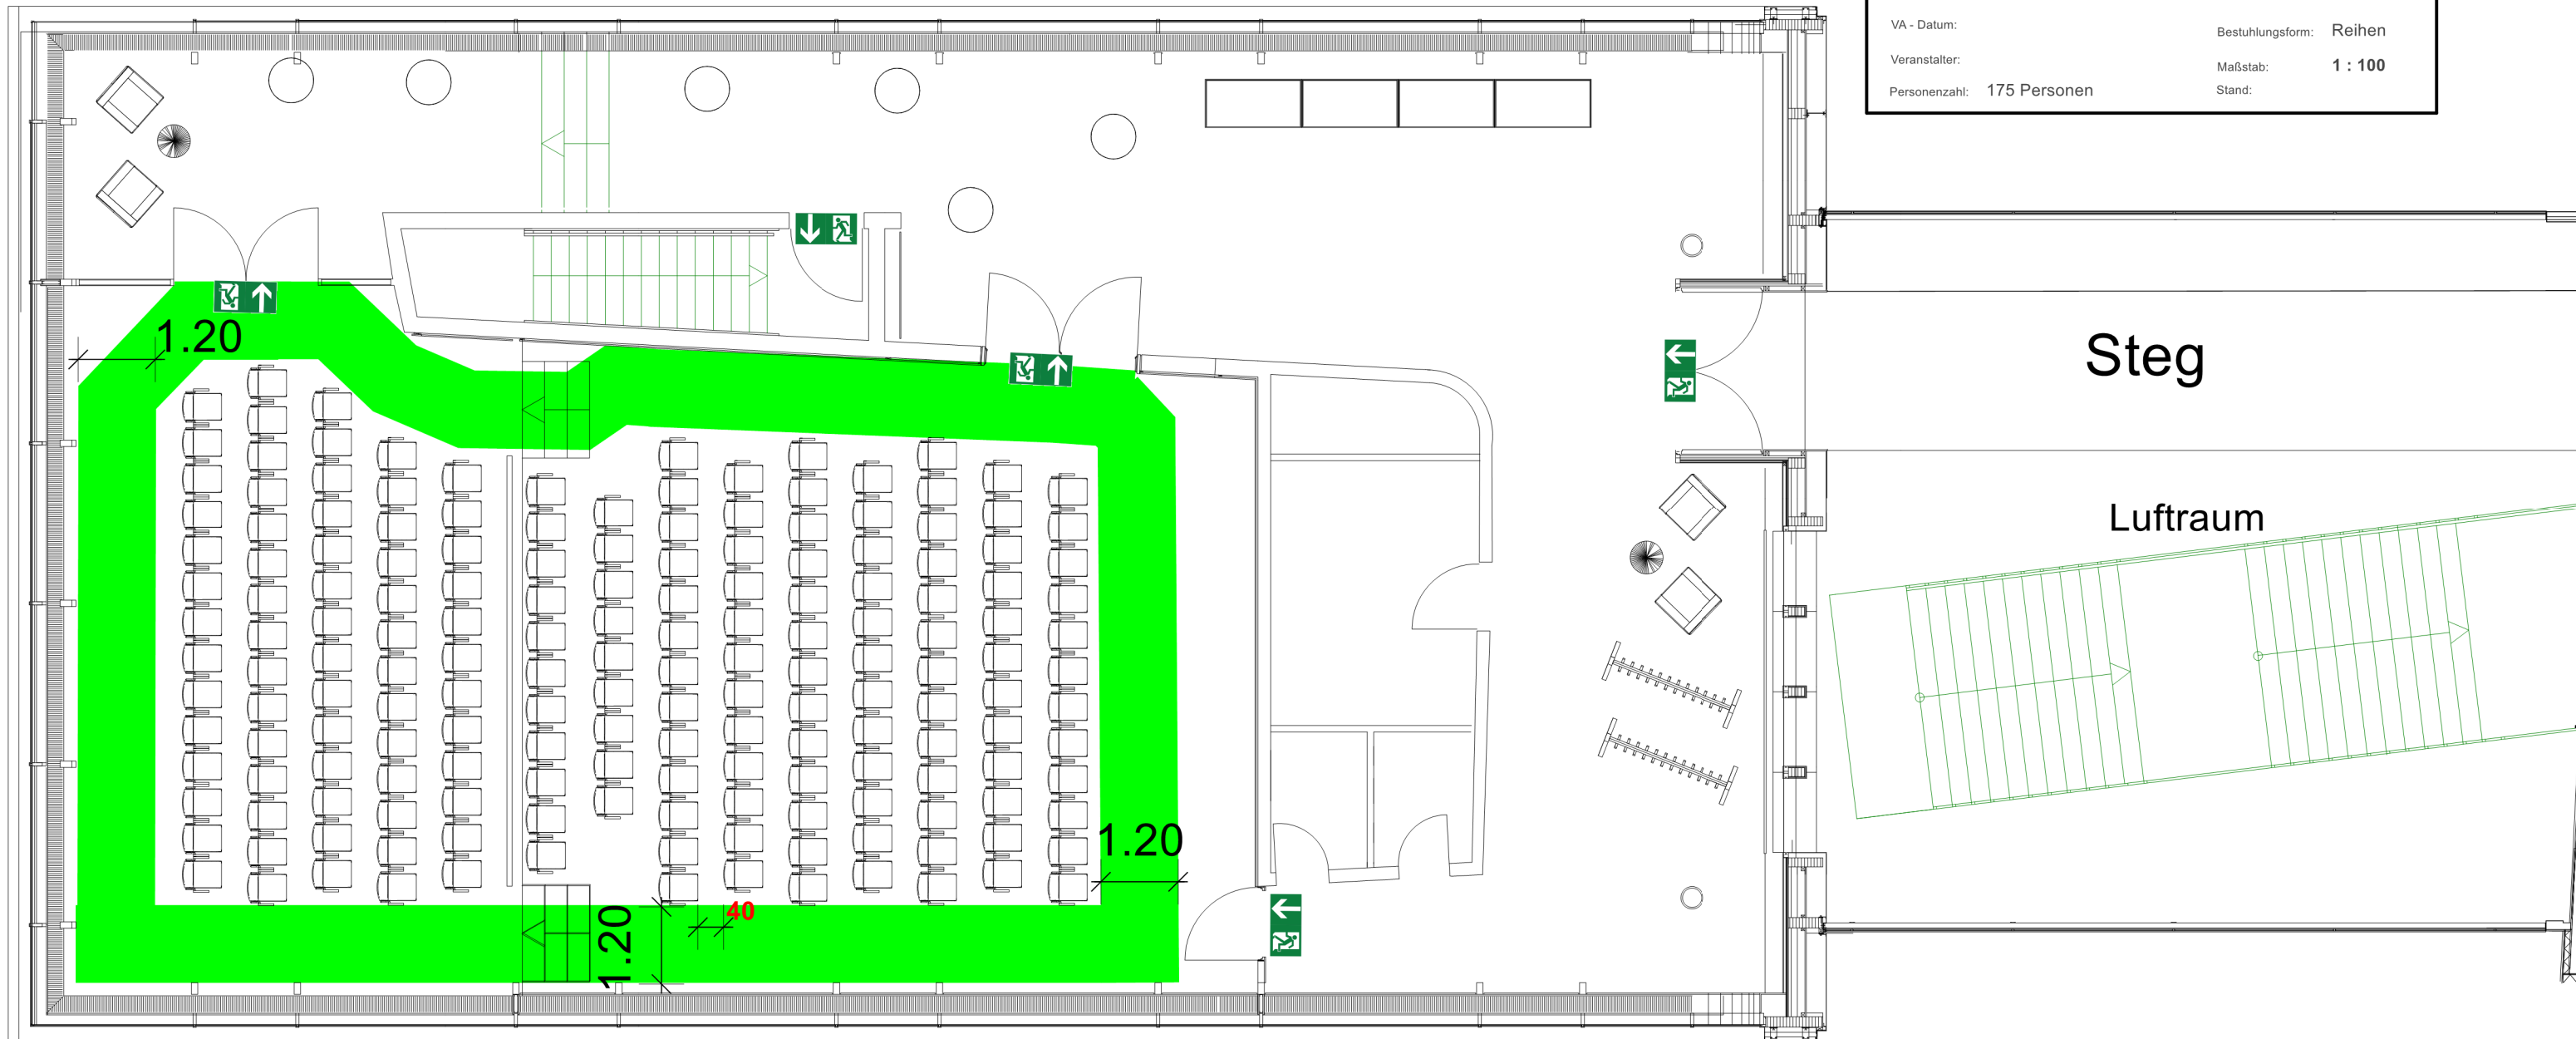 VA - Datum:
Bestuhlungsform: Reihen
Veranstalter:
Maßstab: 1 : 100
Personenzahl: 175 Personen
Stand:
1.20
Steg
Luftraum
1.20
40
1.20